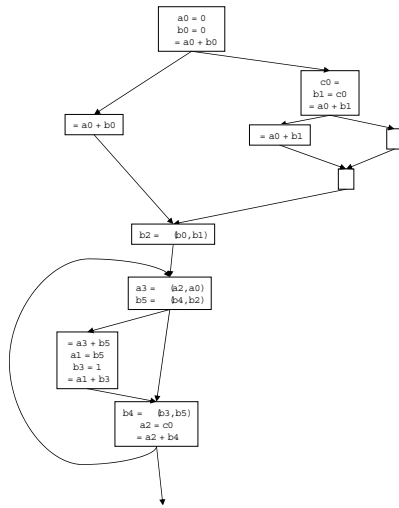 a0 = 0
b0 = 0
= a0 + b0
c0 =
b1 = c0
= a0 + b1
= a0 + b0
= a0 + b1
b2 = (b0,b1)
a3 = (a2,a0)
b5 = (b4,b2)
= a3 + b5
a1 = b5
b3 = 1
= a1 + b3
b4 = (b3,b5)
a2 = c0
= a2 + b4